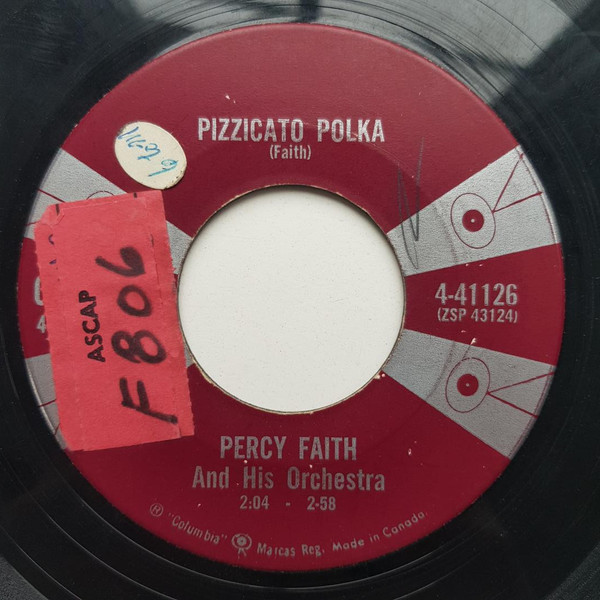 PIZZICATO POLKA
(Faith)
4-41126
(ZSP 43124)
ASCAP
F806
PERCY FAITH
And His Orchestra
2:04 - 2-58
® "Columbia" Marcas Reg. Made in Canada.